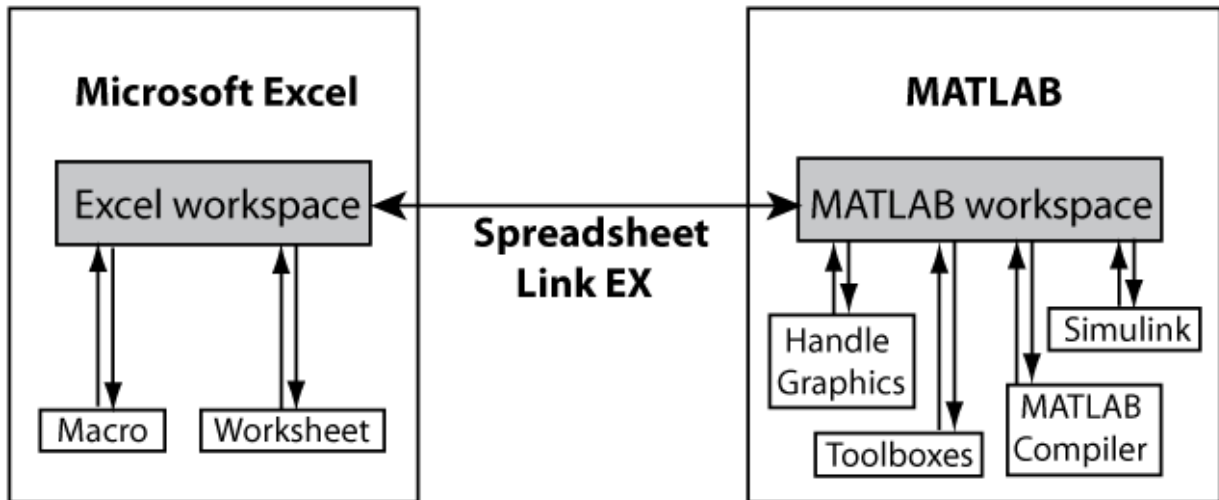 Microsoft Excel
Excel workspace
Macro
Worksheet
Spreadsheet
Link EX
MATLAB
MATLAB workspace
Handle
Graphics
Toolboxes
MATLAB
Compiler
Simulink